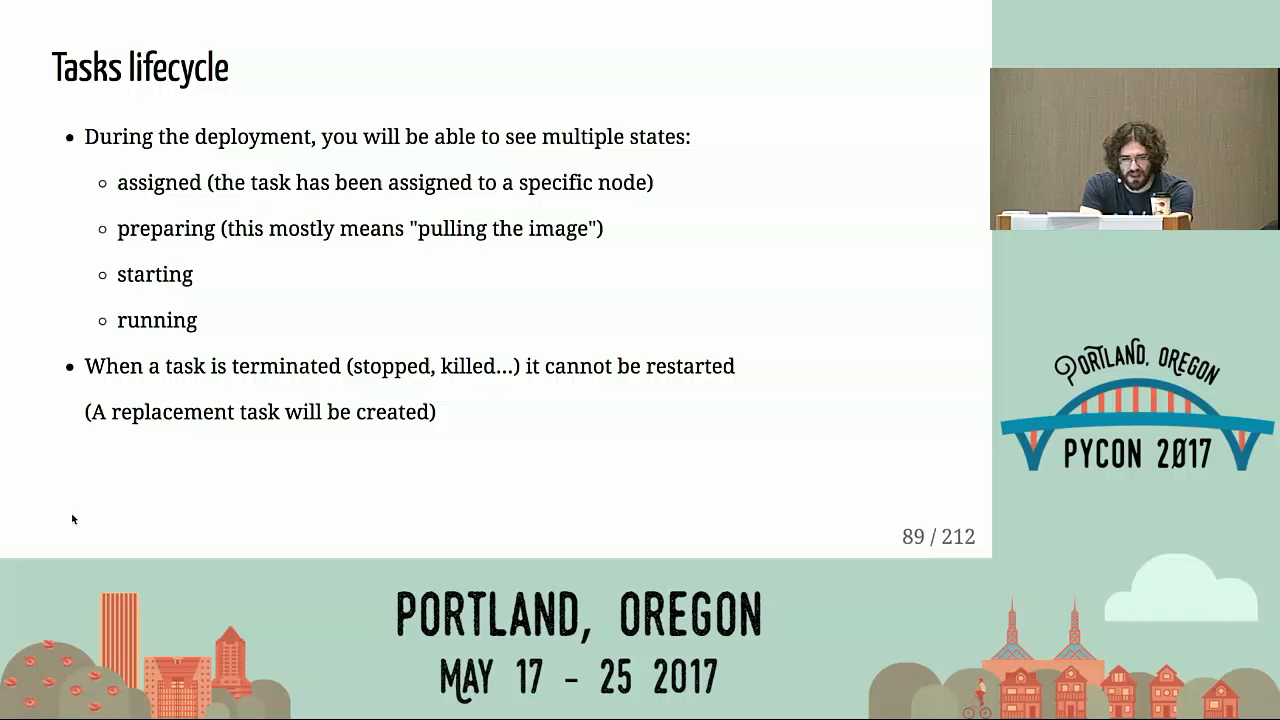 Tasks lifecycle
During the deployment, you will be able to see multiple states:
assigned (the task has been assigned to a specific node)
preparing (this mostly means "pulling the image")
starting
running
When a task is terminated (stopped, killed...) it cannot be restarted
(A replacement task will be created)
89 / 212
PORTLAND, OREGON
PYCON 2017
PORTLAND, OREGON
MAY 17 - 25 2017